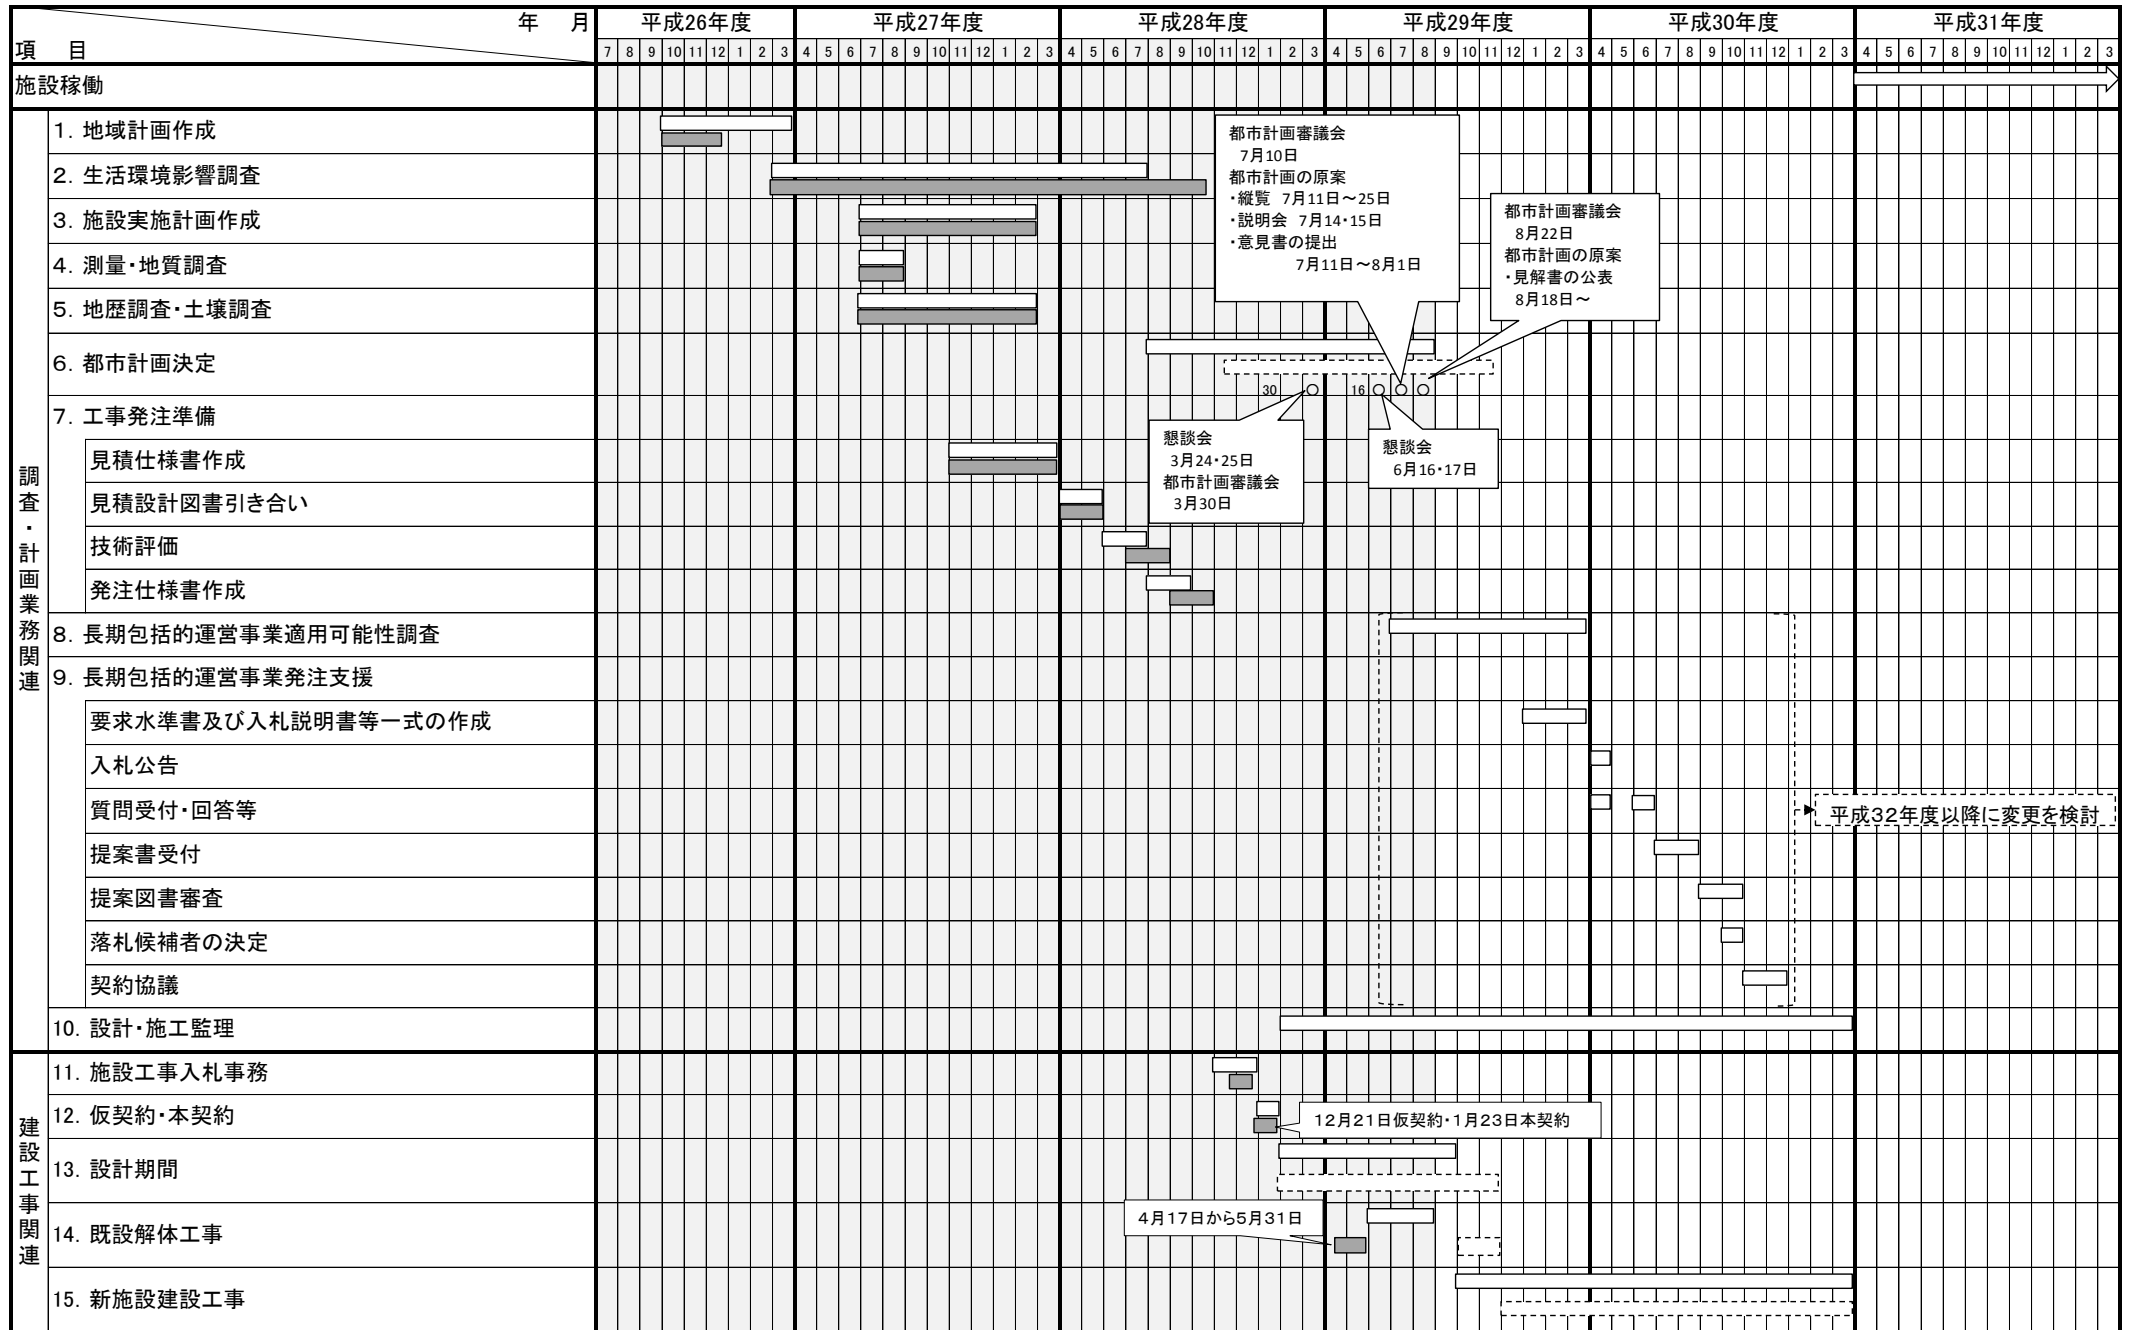 年　月
項　目
平成26年度 平成27年度 平成28年度 平成29年度 平成30年度 平成31年度
7 8 9 10 11 12 1 2 3 4 5 6 7 8 9 10 11 12 1 2 3 4 5 6 7 8 9 10 11 12 1 2 3 4 5 6 7 8 9 10 11 12 1 2 3 4 5 6 7 8 9 10 11 12 1 2 3 4 5 6 7 8 9 10 11 12 1 2 3
施設稼働
調査・計画業務関連
1．地域計画作成
2．生活環境影響調査
3．施設実施計画作成
4．測量・地質調査
5．地歴調査・土壌調査
6．都市計画決定
都市計画審議会
7月10日
都市計画の原案
・縦覧 7月11日～25日
・説明会 7月14・15日
・意見書の提出
7月11日～8月1日
都市計画審議会
8月22日
都市計画の原案
・見解書の公表
8月18日～
30 ○ 16 ○ ○ ○
懇談会
3月24・25日
都市計画審議会
3月30日
懇談会
6月16・17日
7．工事発注準備
見積仕様書作成
見積設計図書引き合い
技術評価
発注仕様書作成
8．長期包括的運営事業適用可能性調査
9．長期包括的運営事業発注支援
要求水準書及び入札説明書等一式の作成
入札公告
質問受付・回答等
平成32年度以降に変更を検討
提案書受付
提案図書審査
落札候補者の決定
契約協議
10．設計・施工監理
建設工事関連
11．施設工事入札事務
12．仮契約・本契約
12月21日仮契約・1月23日本契約
13．設計期間
14．既設解体工事
4月17日から5月31日
15．新施設建設工事